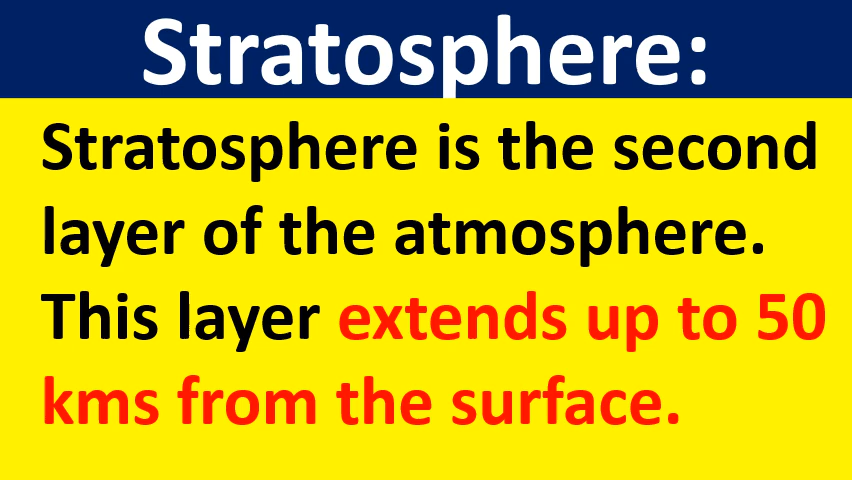 Stratosphere:
Stratosphere is the second
layer of the atmosphere.
This layer extends up to 50
kms from the surface.